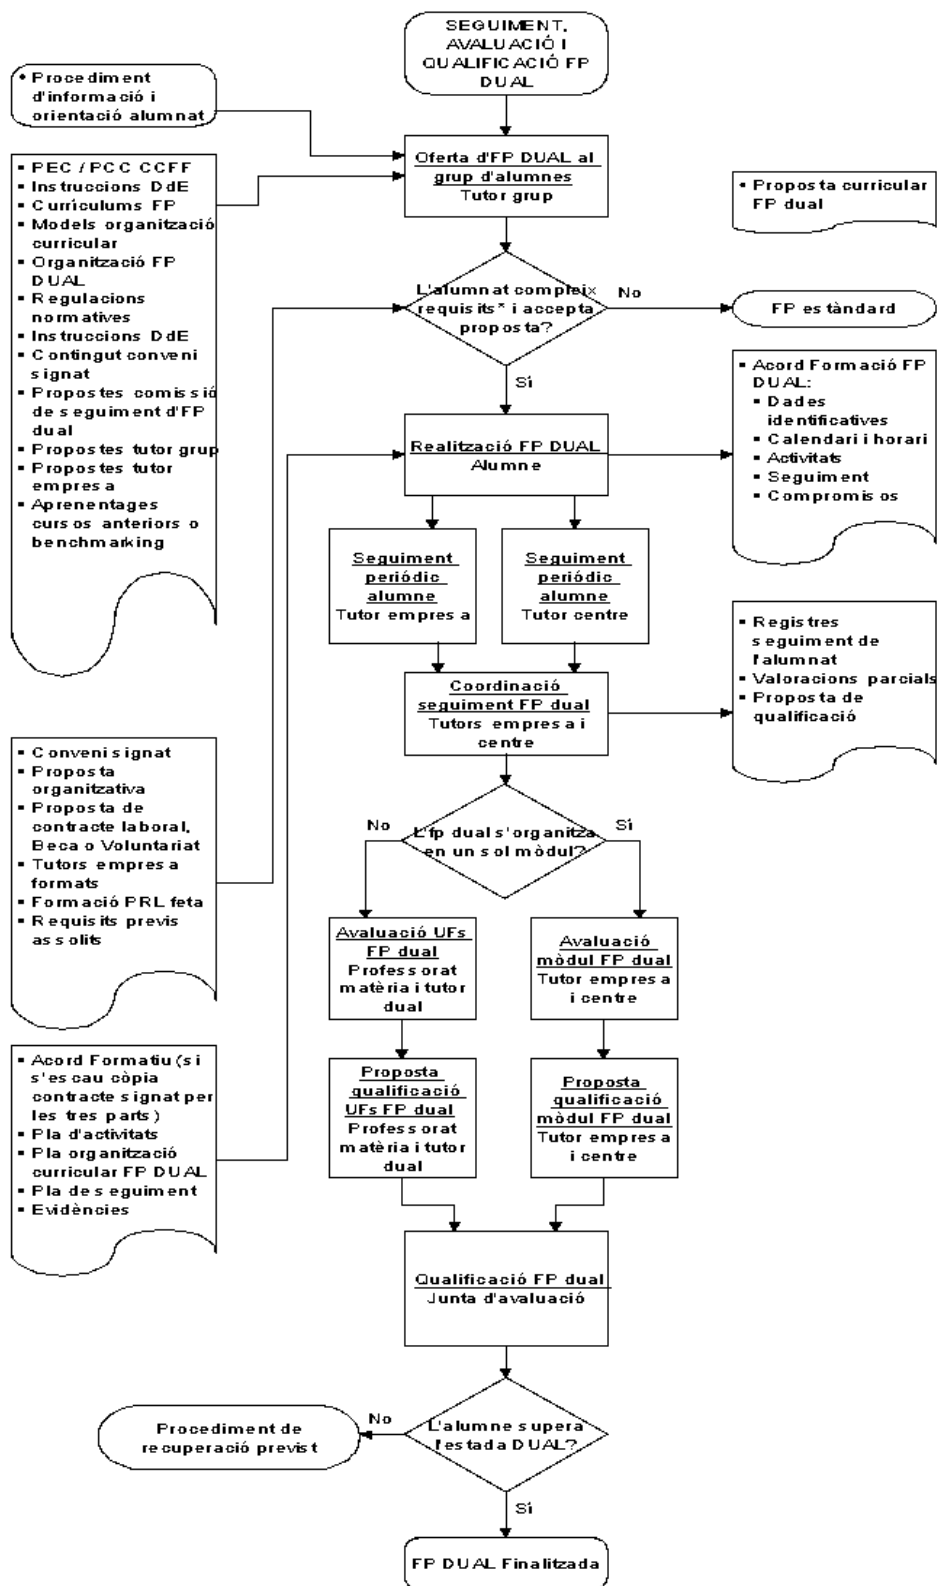 SEGUIMENT,
AVALUACIÓ I
QUALIFICACIÓ FP
DUAL
• Procediment
d'informació i
orientació alumnat
Oferta d'FP DUAL al
grup d'alumnes
Tutor grup
▪ PEC / PCC CCFF
▪ Instruccions DdE
▪ Currículums FP
▪ Models organització
curricular
▪ Organització FP
DUAL
▪ Regulacions
normatives
▪ Instruccions DdE
▪ Contingut conveni
signat
▪ Propostes comissió
de seguiment d'FP
dual
▪ Propostes tutor grup
▪ Propostes tutor
empresa
▪ Aprenentages
cursos anteriors o
benchmarking
▪ Proposta curricular
FP dual
L'alumnat compleix
requisits* i accepta
proposta?
No
FP estàndard
Sí
Realització FP DUAL
Alumne
▪ Acord Formació FP
DUAL:
▪ Dades
identificatives
▪ Calendari i horari
▪ Activitats
▪ Seguiment
▪ Compromisos
Seguiment
periódic
alumne
Tutor empresa
Seguiment
periódic
alumne
Tutor centre
Coordinació
seguiment FP dual
Tutors empresa i
centre
▪ Registres
seguiment de
l'alumnat
▪ Valoracions parcials
▪ Proposta de
qualificació
▪ Conveni signat
▪ Proposta
organitzativa
▪ Proposta de
contracte laboral,
Beca o Voluntariat
▪ Tutors empresa
formats
▪ Formació PRL feta
▪ Requisits previs
assolits
L'fp dual s'organitza
en un sol mòdul?
No
Sí
Avaluació UFs
FP dual
Professorat
matèria i tutor
dual
Avaluació
mòdul FP dual
Tutor empresa
i centre
▪ Acord Formatiu (si
s'escau còpia
contracte signat per
les tres parts)
▪ Pla d'activitats
▪ Pla organització
curricular FP DUAL
▪ Pla de seguiment
▪ Evidències
Proposta
qualificació
UFs FP dual
Professorat
matèria i tutor
dual
Proposta
qualificació
mòdul FP dual
Tutor empresa
i centre
Qualificació FP dual
Junta d'avaluació
L'alumne supera
l'estada DUAL?
No
Procediment de
recuperació previst
Sí
FP DUAL Finalitzada